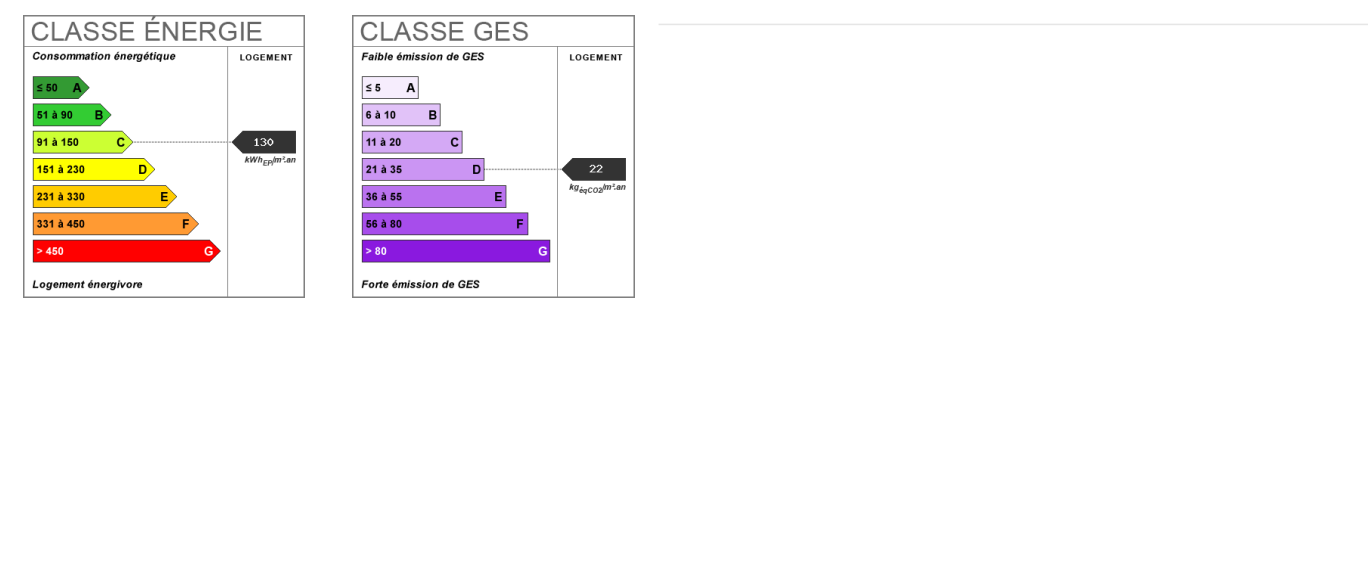 CLASSE ÉNERGIE
Consommation énergétique
LOGEMENT
≤ 50 A
51 à 90 B
91 à 150 C
130
kWhEP/m².an
151 à 230 D
231 à 330 E
331 à 450 F
> 450 G
Logement énergivore
CLASSE GES
Faible émission de GES
LOGEMENT
≤ 5 A
6 à 10 B
11 à 20 C
21 à 35 D
22
kgéqCO2/m².an
36 à 55 E
56 à 80 F
> 80 G
Forte émission de GES